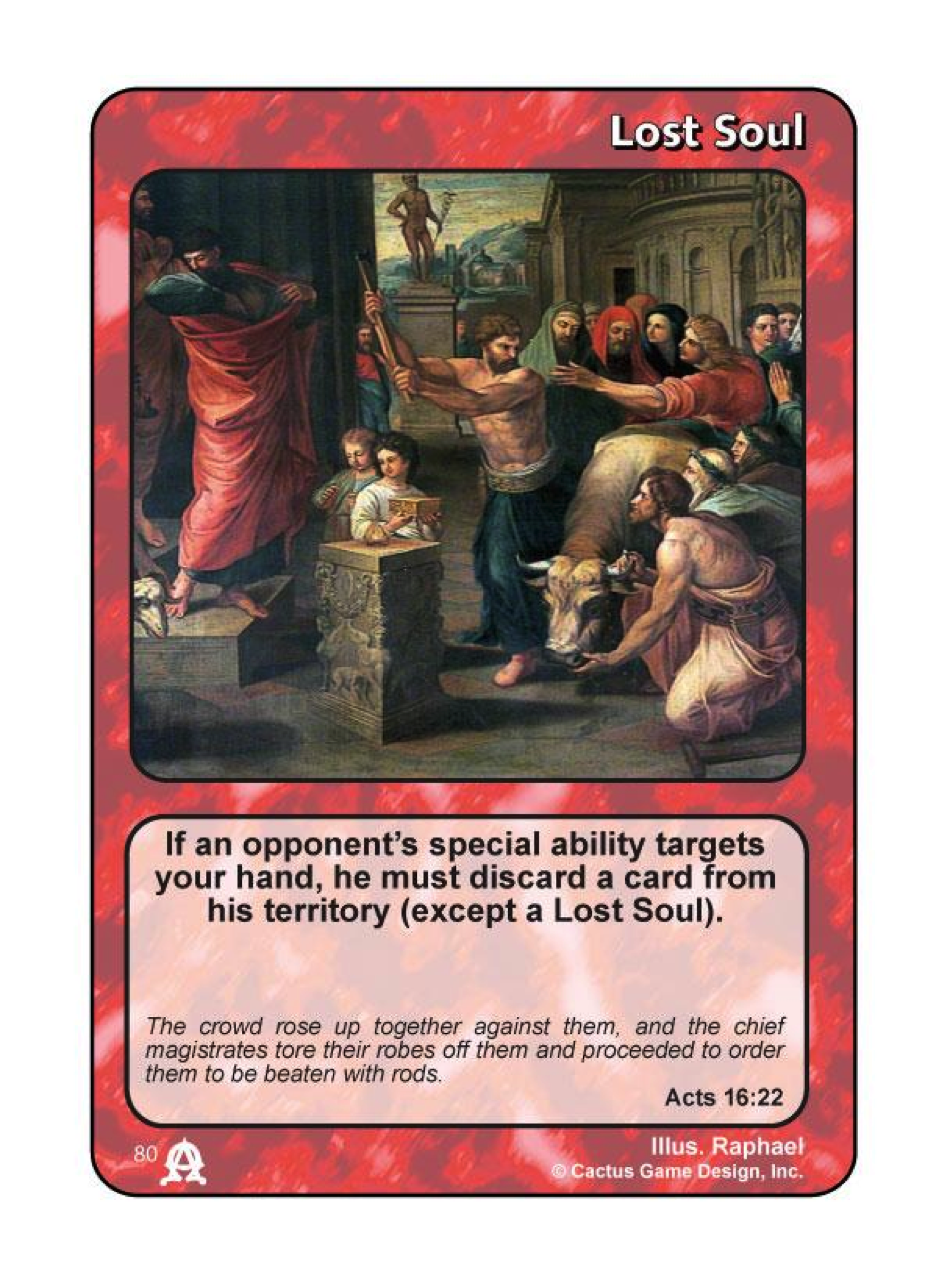 Lost Soul
If an opponent’s special ability targets
your hand, he must discard a card from
his territory (except a Lost Soul).
The crowd rose up together against them, and the chief
magistrates tore their robes off them and proceeded to order
them to be beaten with rods.
Acts 16:22
80
Illus. Raphael
© Cactus Game Design, Inc.